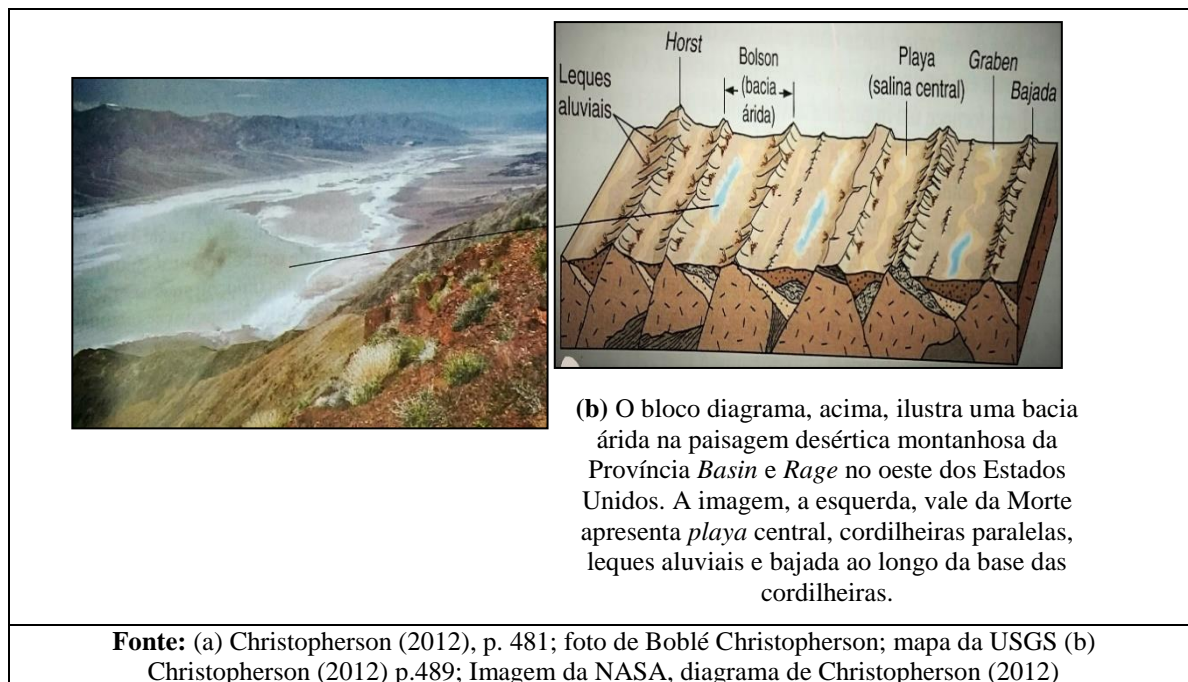 Horst
Bolson
(bacia
árida)
Playa
(salina central)
Graben
Bajada
Leques
aluviais
(b) O bloco diagrama, acima, ilustra uma bacia
árida na paisagem desértica montanhosa da
Província Basin e Rage no oeste dos Estados
Unidos. A imagem, a esquerda, vale da Morte
apresenta playa central, cordilheiras paralelas,
leques aluviais e bajada ao longo da base das
cordilheiras.
Fonte: (a) Christopherson (2012), p. 481; foto de Boblé Christopherson; mapa da USGS (b)
Christopherson (2012) p.489; Imagem da NASA, diagrama de Christopherson (2012)